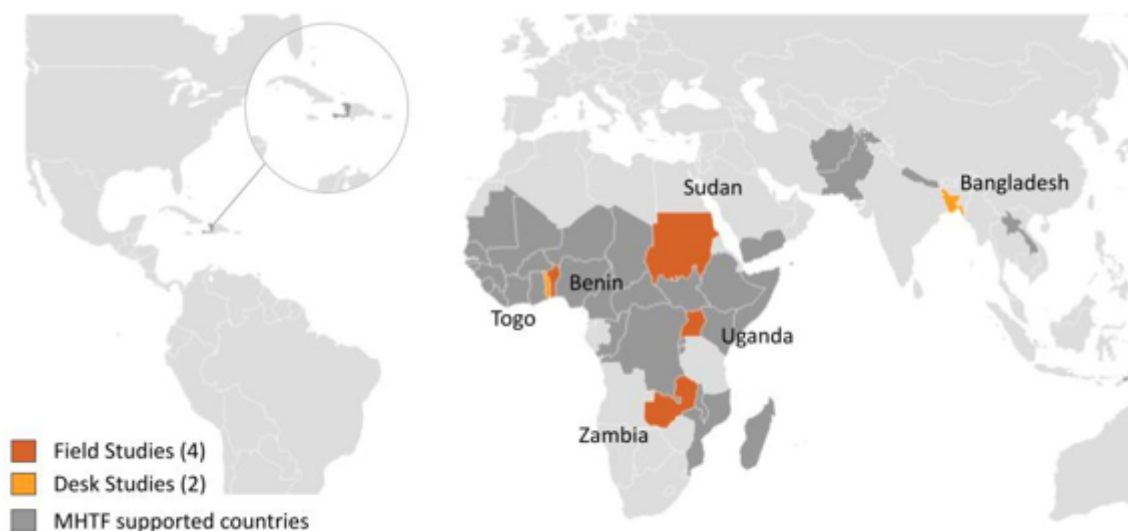 Sudan
Bangladesh
Benin
Togo
Uganda
Zambia
Field Studies (4)
Desk Studies (2)
MHTF supported countries